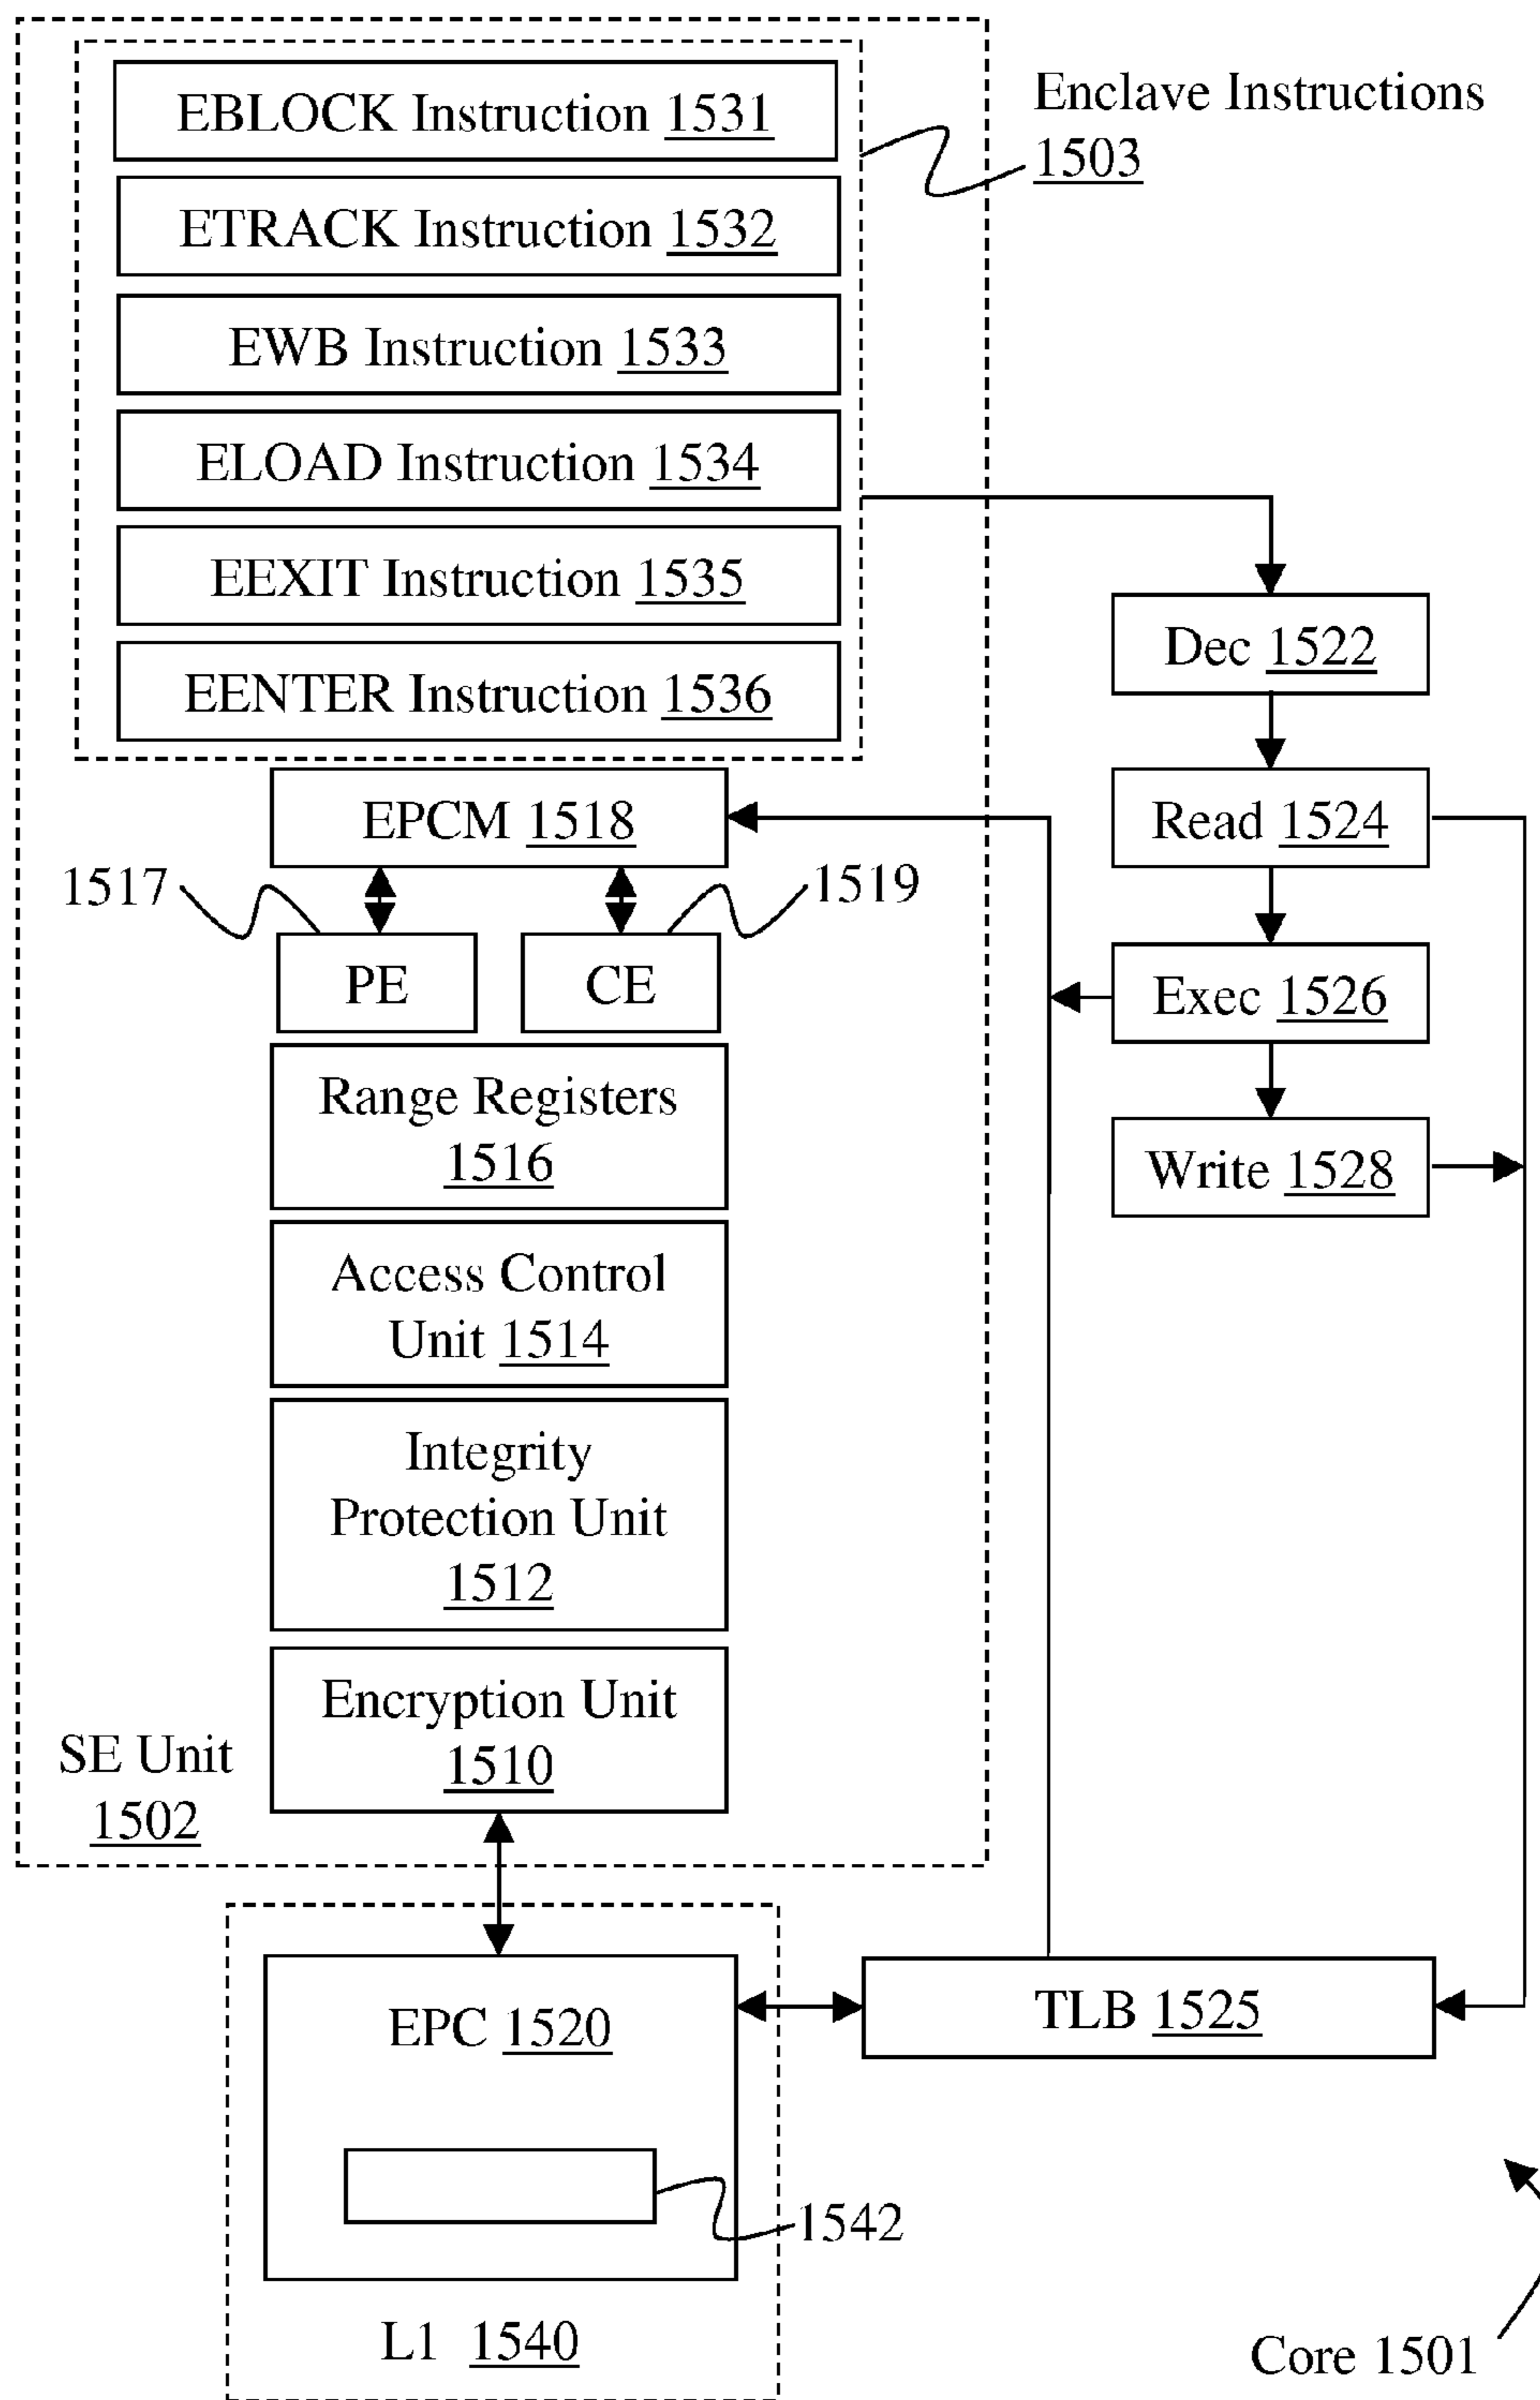 EBLOCK Instruction 1531
ETRACK Instruction 1532
EWB Instruction 1533
ELOAD Instruction 1534
EEXIT Instruction 1535
EENTER Instruction 1536
Enclave Instructions
1503
Dec 1522
Read 1524
Exec 1526
Write 1528
EPCM 1518
1517
1519
PE
CE
Range Registers
1516
Access Control
Unit 1514
Integrity
Protection Unit
1512
Encryption Unit
1510
SE Unit
1502
EPC 1520
TLB 1525
1542
L1 1540
Core 1501